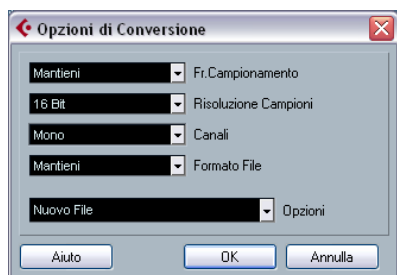 Opzioni di Conversione
Mantieni Fr.Campionamento
16 Bit Risoluzione Campioni
Mono Canali
Mantieni Formato File
Nuovo File Opzioni
Aiuto OK Annulla